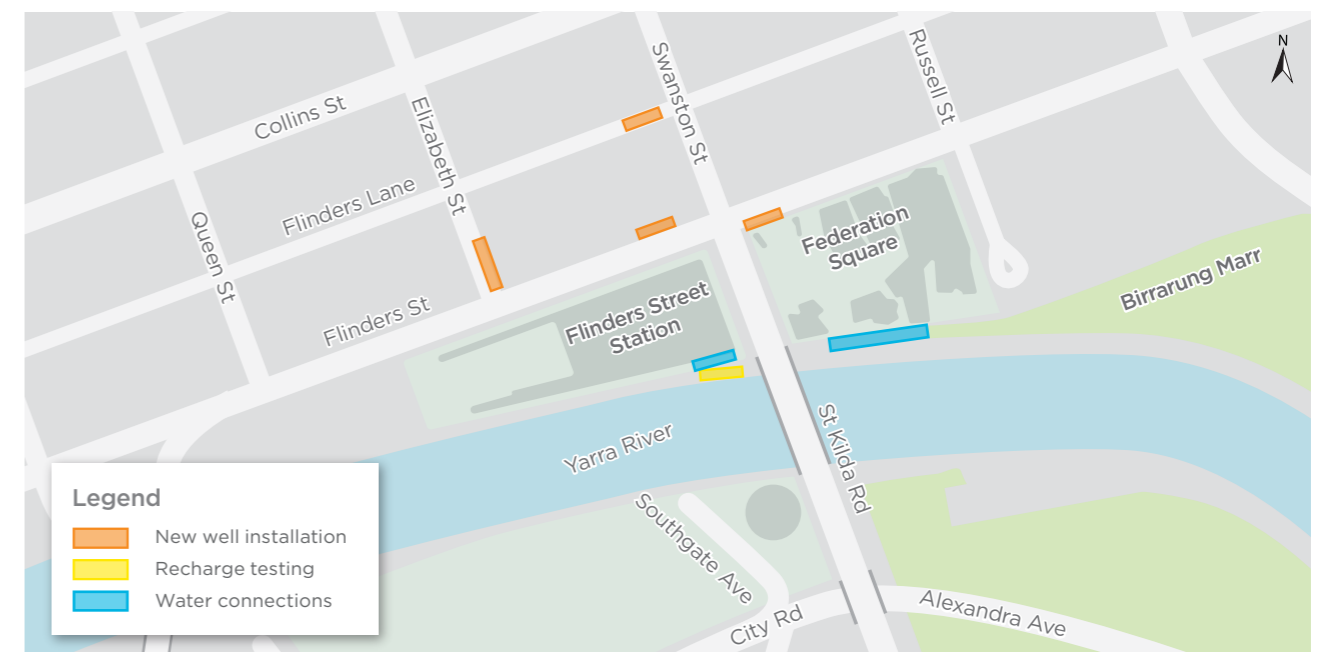 N
Collins St
Elizabeth St
Swanston St
Russell St
Flinders Lane
Queen St
Flinders St
Federation
Square
Flinders Street
Station
Birrarung Marr
Yarra River
St Kilda Rd
Southgate Ave
City Rd
Alexandra Ave
Legend
New well installation
Recharge testing
Water connections